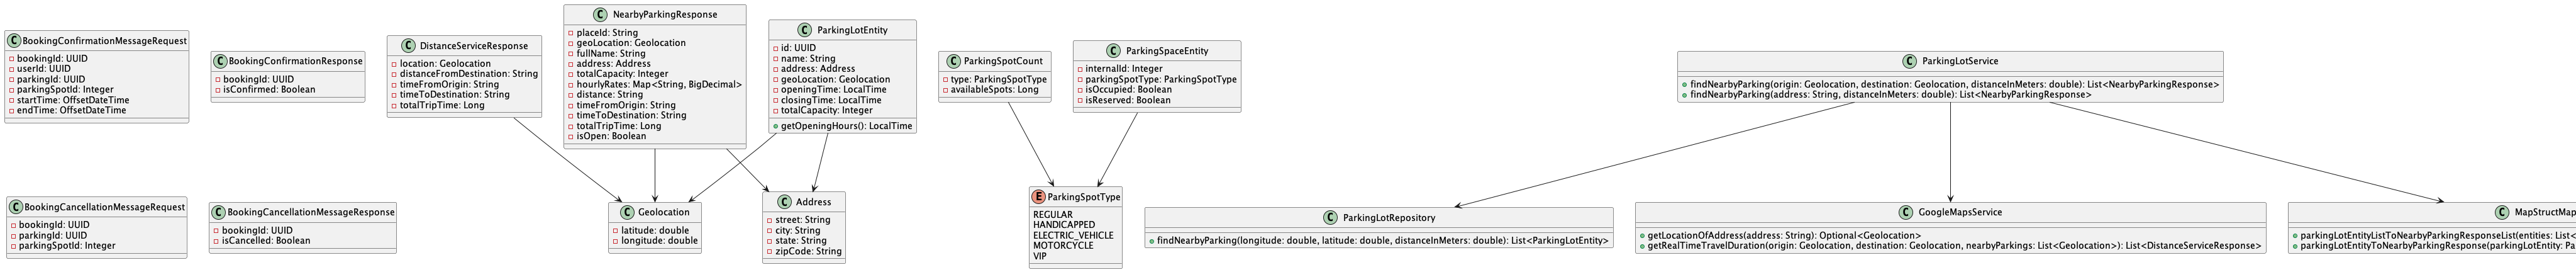 BookingConfirmationMessageRequest
bookingId: UUID
userId: UUID
parkingId: UUID
parkingSpotId: Integer
startTime: OffsetDateTime
endTime: OffsetDateTime
BookingConfirmationResponse
bookingId: UUID
isConfirmed: Boolean
DistanceServiceResponse
location: Geolocation
distanceFromDestination: String
timeFromOrigin: String
timeToDestination: String
totalTripTime: Long
NearbyParkingResponse
placeId: String
geoLocation: Geolocation
fullName: String
address: Address
totalCapacity: Integer
hourlyRates: Map<String, BigDecimal>
distance: String
timeFromOrigin: String
timeToDestination: String
totalTripTime: Long
isOpen: Boolean
ParkingLotEntity
id: UUID
name: String
address: Address
geoLocation: Geolocation
openingTime: LocalTime
closingTime: LocalTime
totalCapacity: Integer
getOpeningHours(): LocalTime
ParkingSpotCount
type: ParkingSpotType
availableSpots: Long
ParkingSpaceEntity
internalId: Integer
parkingSpotType: ParkingSpotType
isOccupied: Boolean
isReserved: Boolean
ParkingLotService
findNearbyParking(origin: Geolocation, destination: Geolocation, distanceInMeters: double): List<NearbyParkingResponse>
findNearbyParking(address: String, distanceInMeters: double): List<NearbyParkingResponse>
BookingCancellationMessageRequest
bookingId: UUID
parkingId: UUID
parkingSpotId: Integer
BookingCancellationMessageResponse
bookingId: UUID
isCancelled: Boolean
Geolocation
latitude: double
longitude: double
Address
street: String
city: String
state: String
zipCode: String
ParkingSpotType
REGULAR
HANDICAPPED
ELECTRIC_VEHICLE
MOTORCYCLE
VIP
ParkingLotRepository
findNearbyParking(longitude: double, latitude: double, distanceInMeters: double): List<ParkingLotEntity>
GoogleMapsService
getLocationOfAddress(address: String): Optional<Geolocation>
getRealTimeTravelDuration(origin: Geolocation, destination: Geolocation, nearbyParkings: List<Geolocation>): List<DistanceServiceResponse>
MapStructMap
parkingLotEntityListToNearbyParkingResponseList(entities: List<
parkingLotEntityToNearbyParkingResponse(parkingLotEntity: Pa